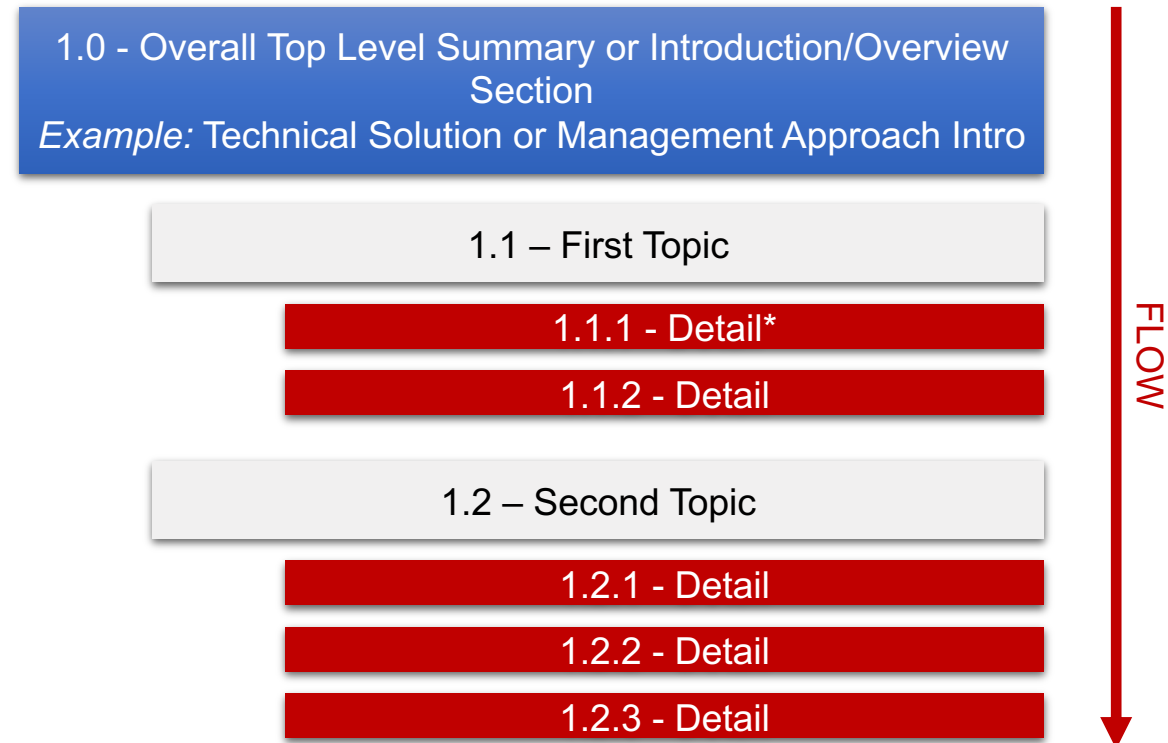 1.0 - Overall Top Level Summary or Introduction/Overview
Section
Example: Technical Solution or Management Approach Intro
1.1 – First Topic
1.1.1 - Detail*
1.1.2 - Detail
1.2 – Second Topic
1.2.1 - Detail
1.2.2 - Detail
1.2.3 - Detail
FLOW